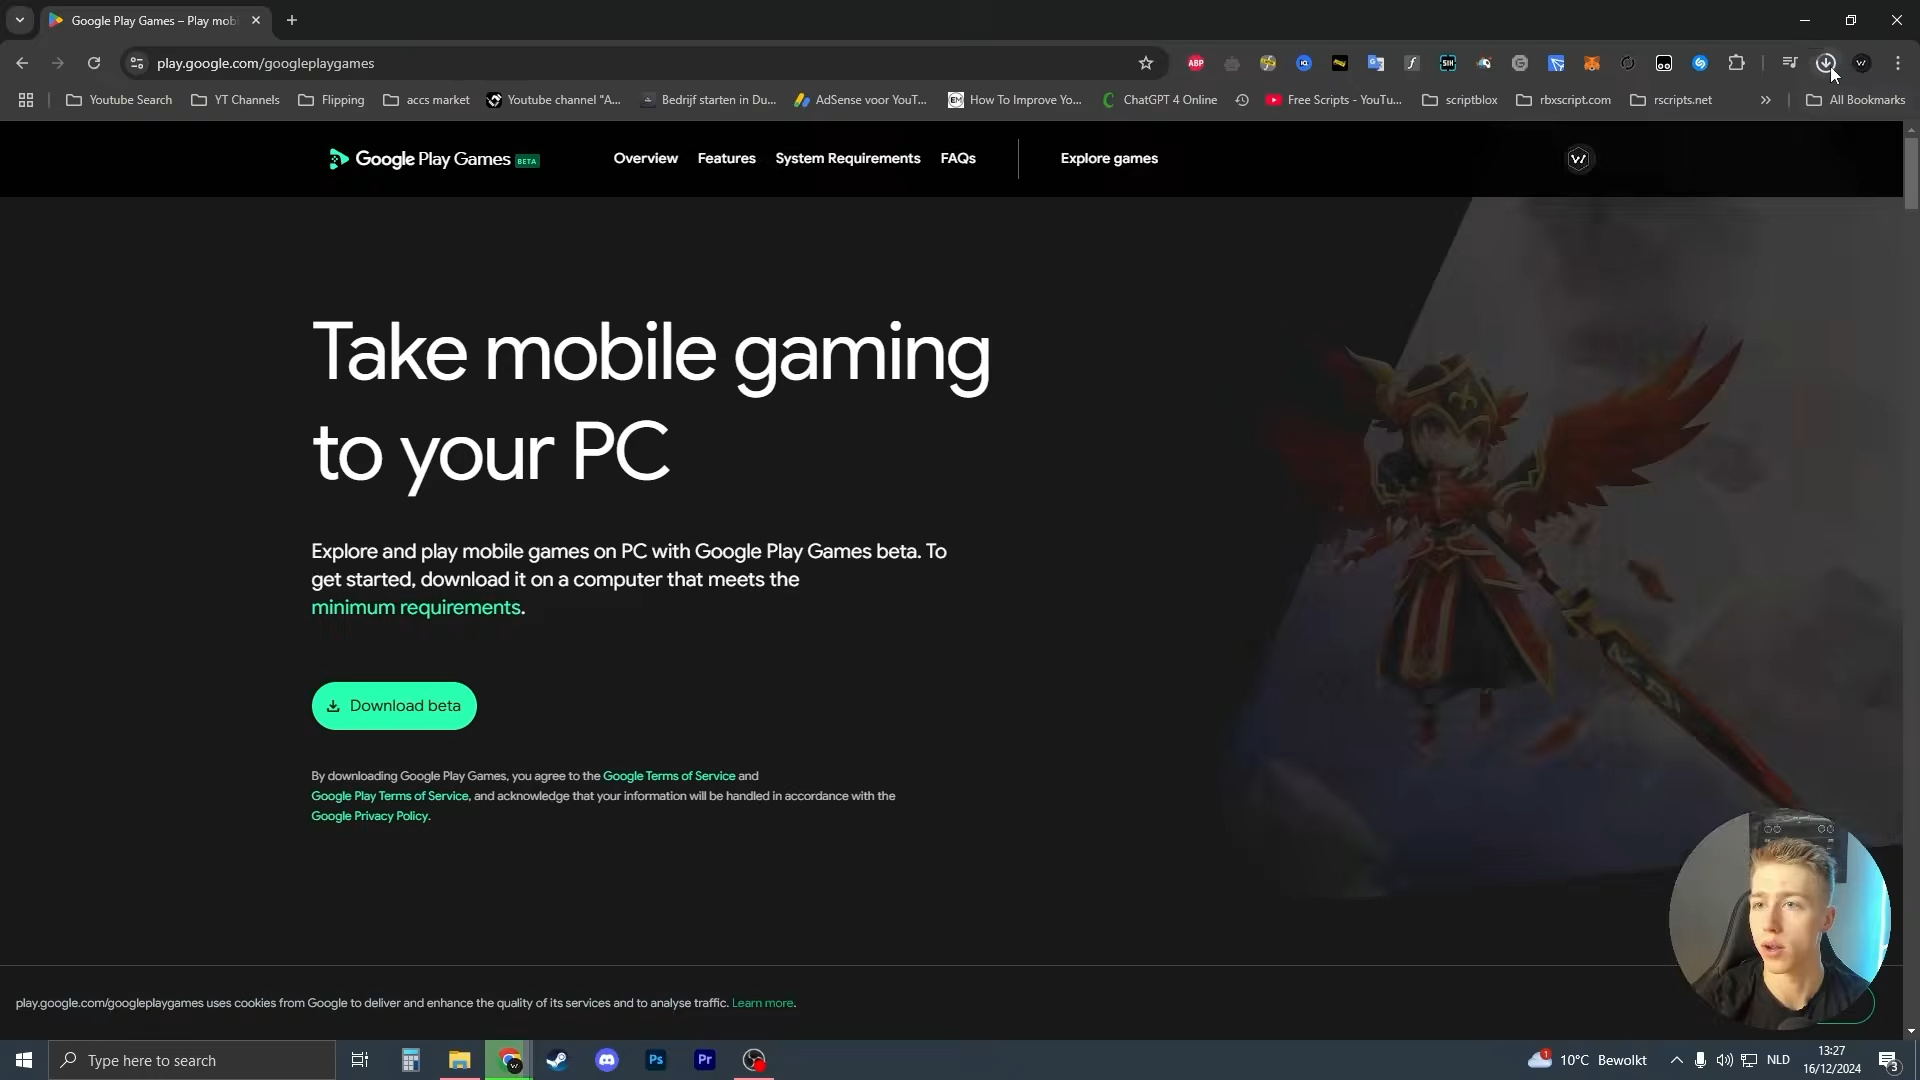 Google Play Games – Play mobi
play.google.com/googleplaygames
ABP
SIN
Youtube Search
YT Channels
Flipping
accs market
Youtube channel "A...
Bedrijf starten in Du...
AdSense voor YouT...
How To Improve Yo...
ChatGPT 4 Online
Free Scripts - YouTu...
scriptblox
rbxscript.com
rscripts.net
All Bookmarks
Google Play Games BETA
Overview
Features
System Requirements
FAQs
Explore games
Take mobile gaming
to your PC
Explore and play mobile games on PC with Google Play Games beta. To
get started, download it on a computer that meets the
minimum requirements.
Download beta
By downloading Google Play Games, you agree to the Google Terms of Service and
Google Play Terms of Service, and acknowledge that your information will be handled in accordance with the
Google Privacy Policy.
play.google.com/googleplaygames uses cookies from Google to deliver and enhance the quality of its services and to analyse traffic. Learn more.
Type here to search
Ps
Pr
1
10°C Bewolkt
NLD
13:27
16/12/2024
3